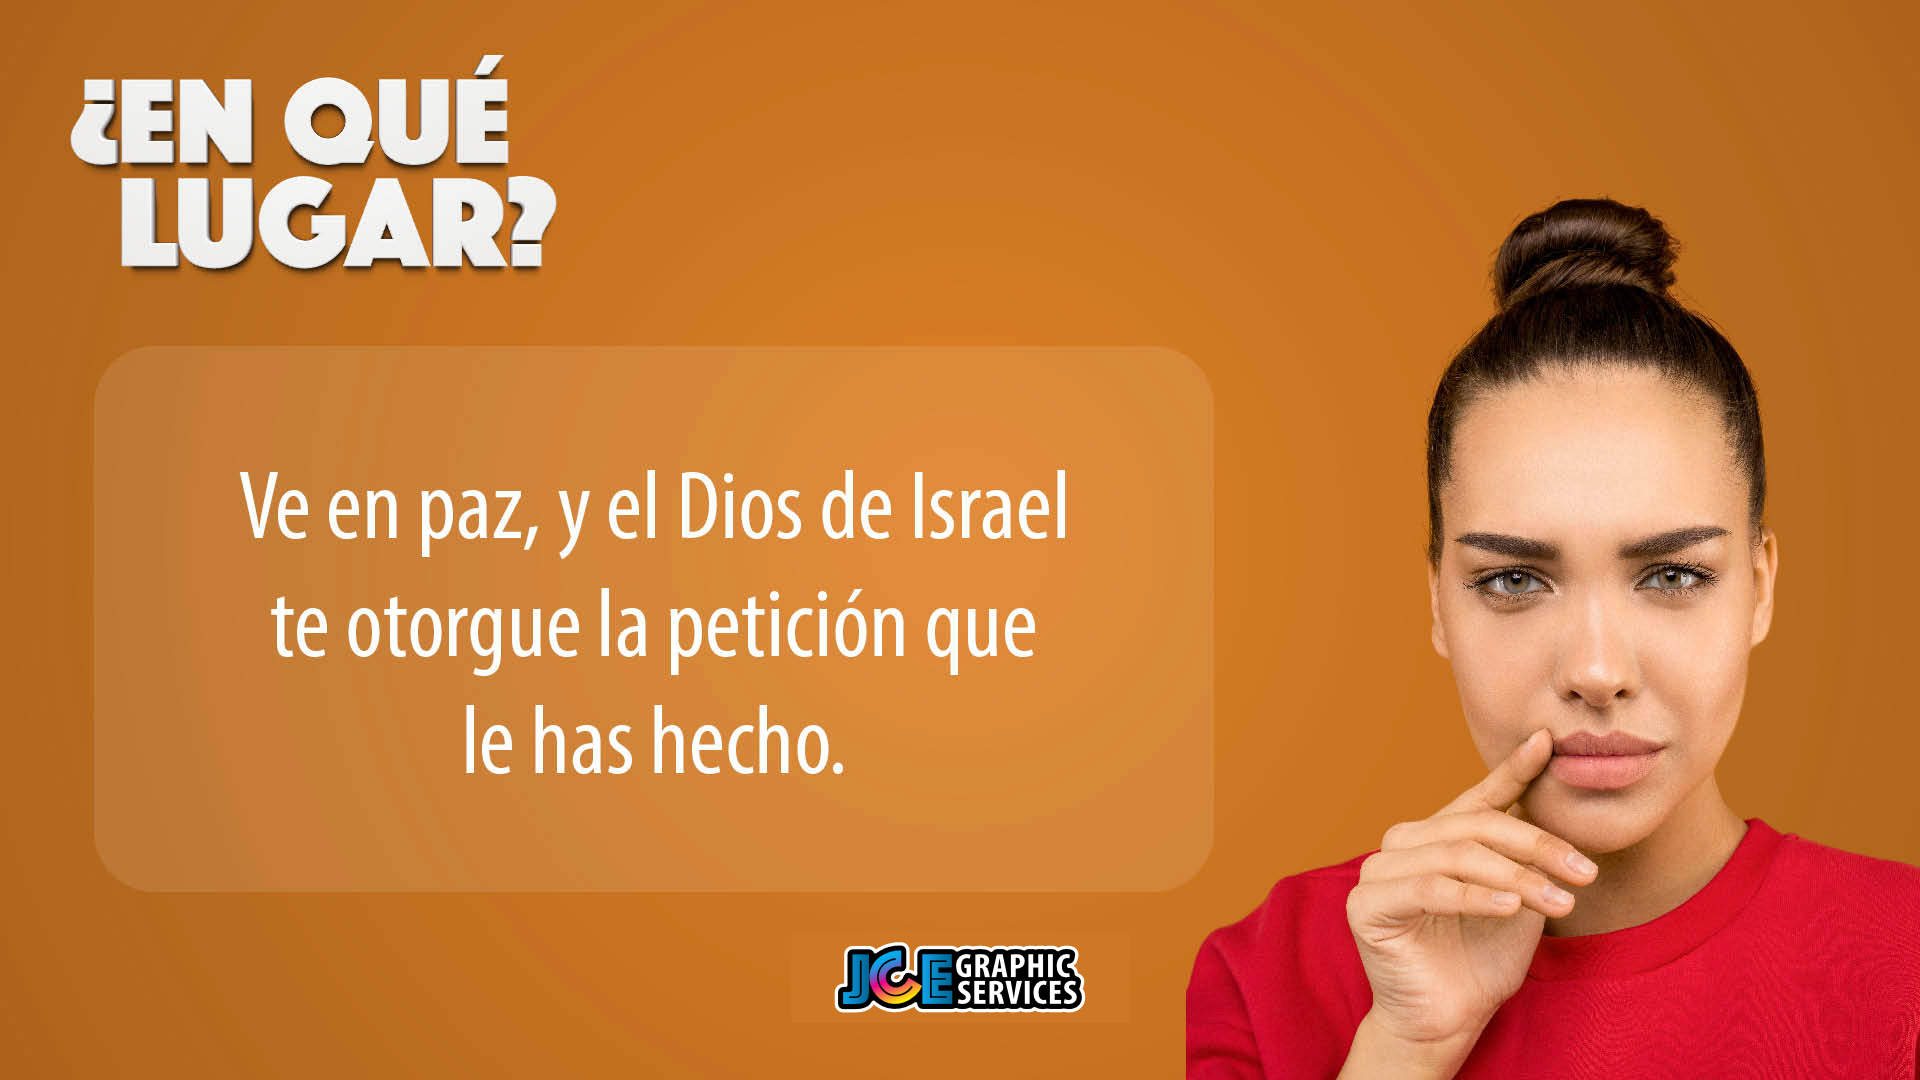 ¿EN QUÉ
LUGAR?
Ve en paz, y el Dios de Israel
te otorgue la petición que
le has hecho.
JCE GRAPHIC
SERVICES